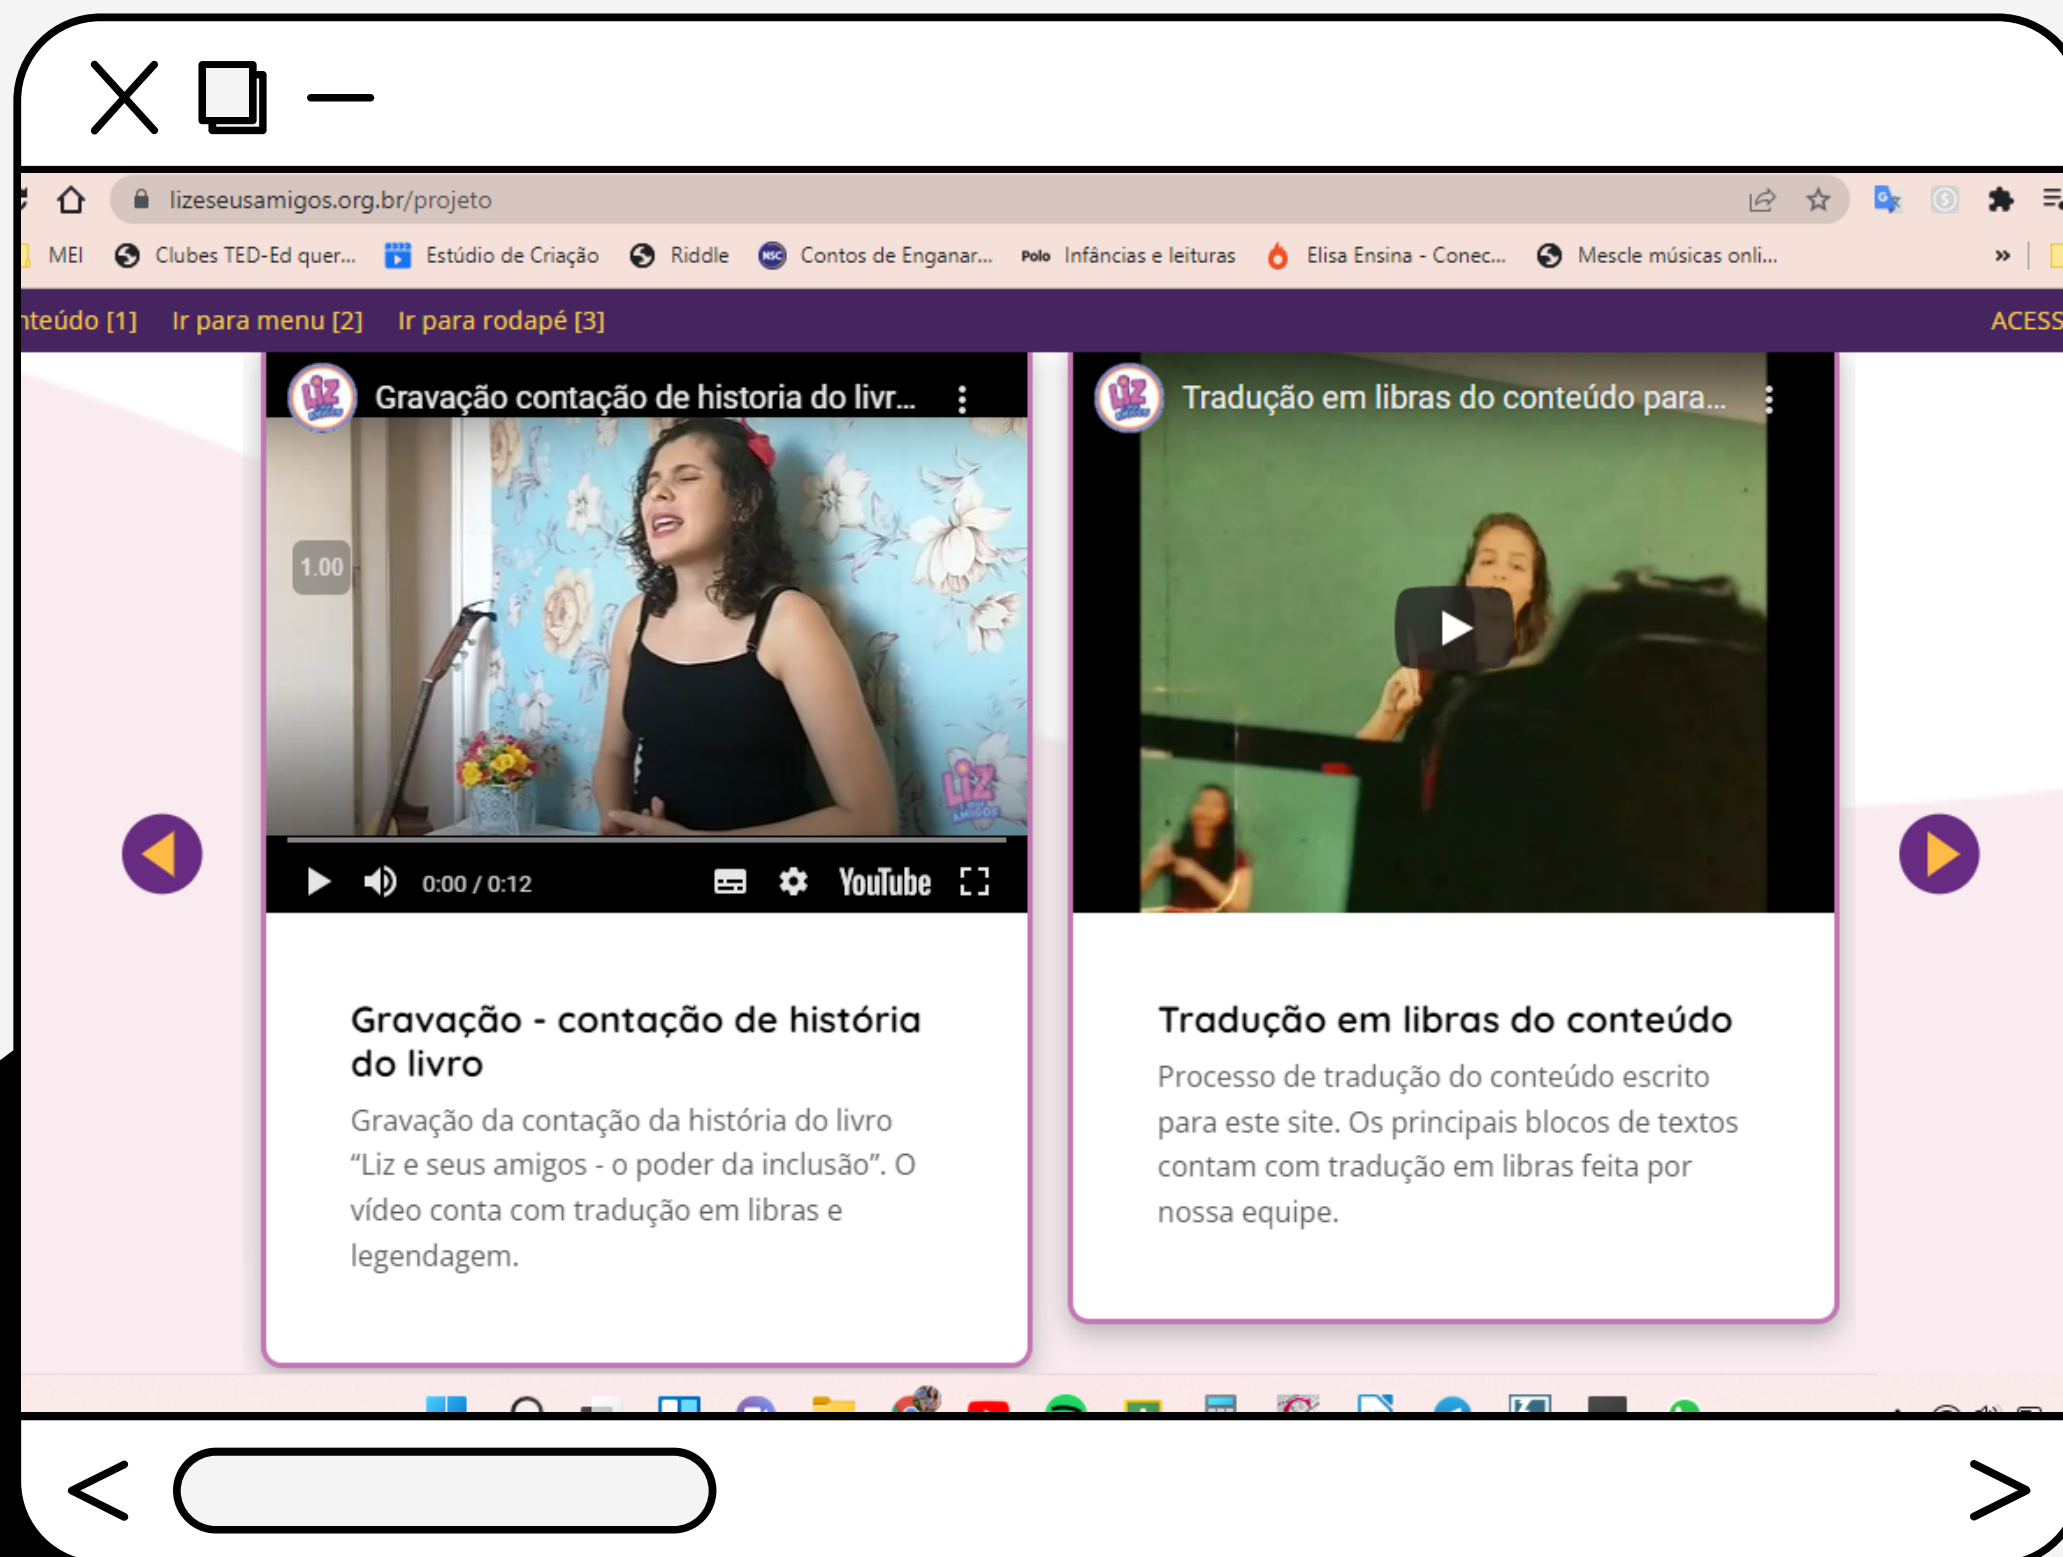 lizeseusamigos.org.br/projeto
MEI Clubes TED-Ed quer... Estúdio de Criação Riddle NSC Contos de Enganar... Polo Infâncias e leituras Elisa Ensina - Conec... Mescle músicas onli... »
nteúdo [1] Ir para menu [2] Ir para rodapé [3] ACESS
LIZ Gravação contação de historia do livr...
1.00
LIZ
AMIGOS
0:00 / 0:12 YouTube
Gravação - contação de história
do livro
Gravação da contação da história do livro
“Liz e seus amigos - o poder da inclusão”. O
vídeo conta com tradução em libras e
legendagem.
LIZ Tradução em libras do conteúdo para...
Tradução em libras do conteúdo
Processo de tradução do conteúdo escrito
para este site. Os principais blocos de textos
contam com tradução em libras feita por
nossa equipe.